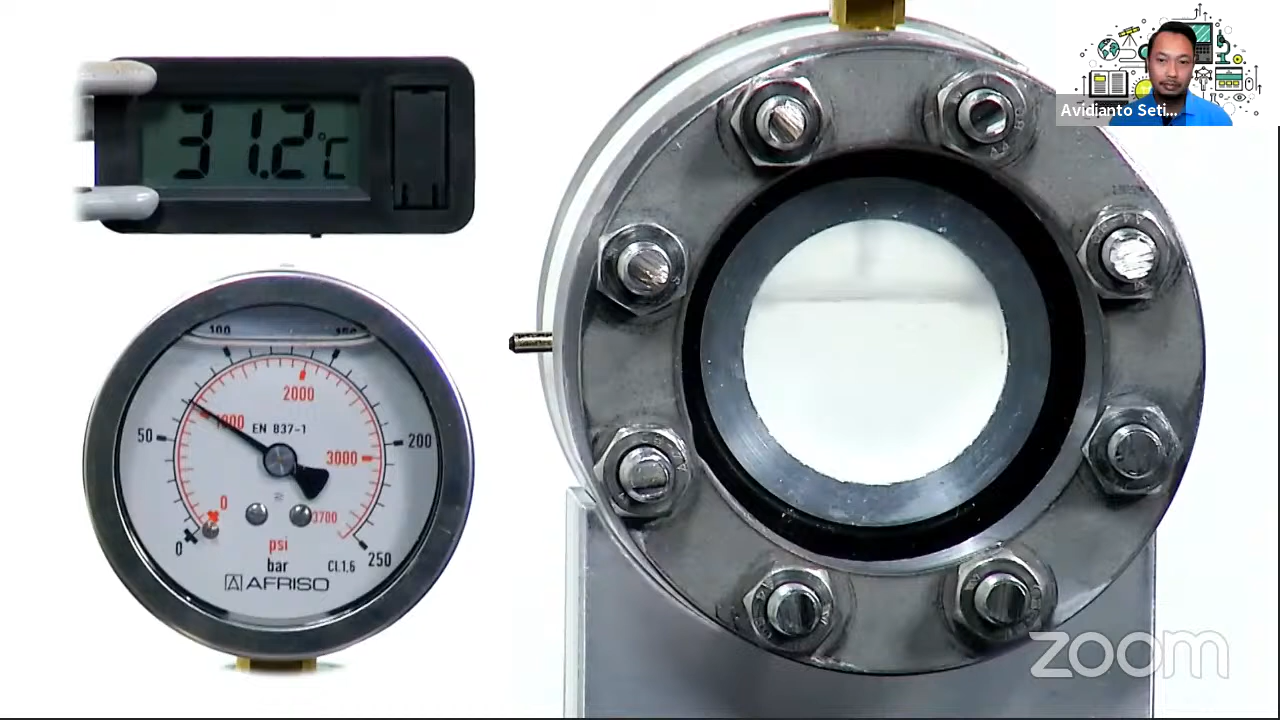 31.2°C
Avidianto Seti...
100
150
2000
1000
EN 837-1
50
200
3000
0
3700
0
psi
bar
CL.1,6
250
AFRISO
zoom